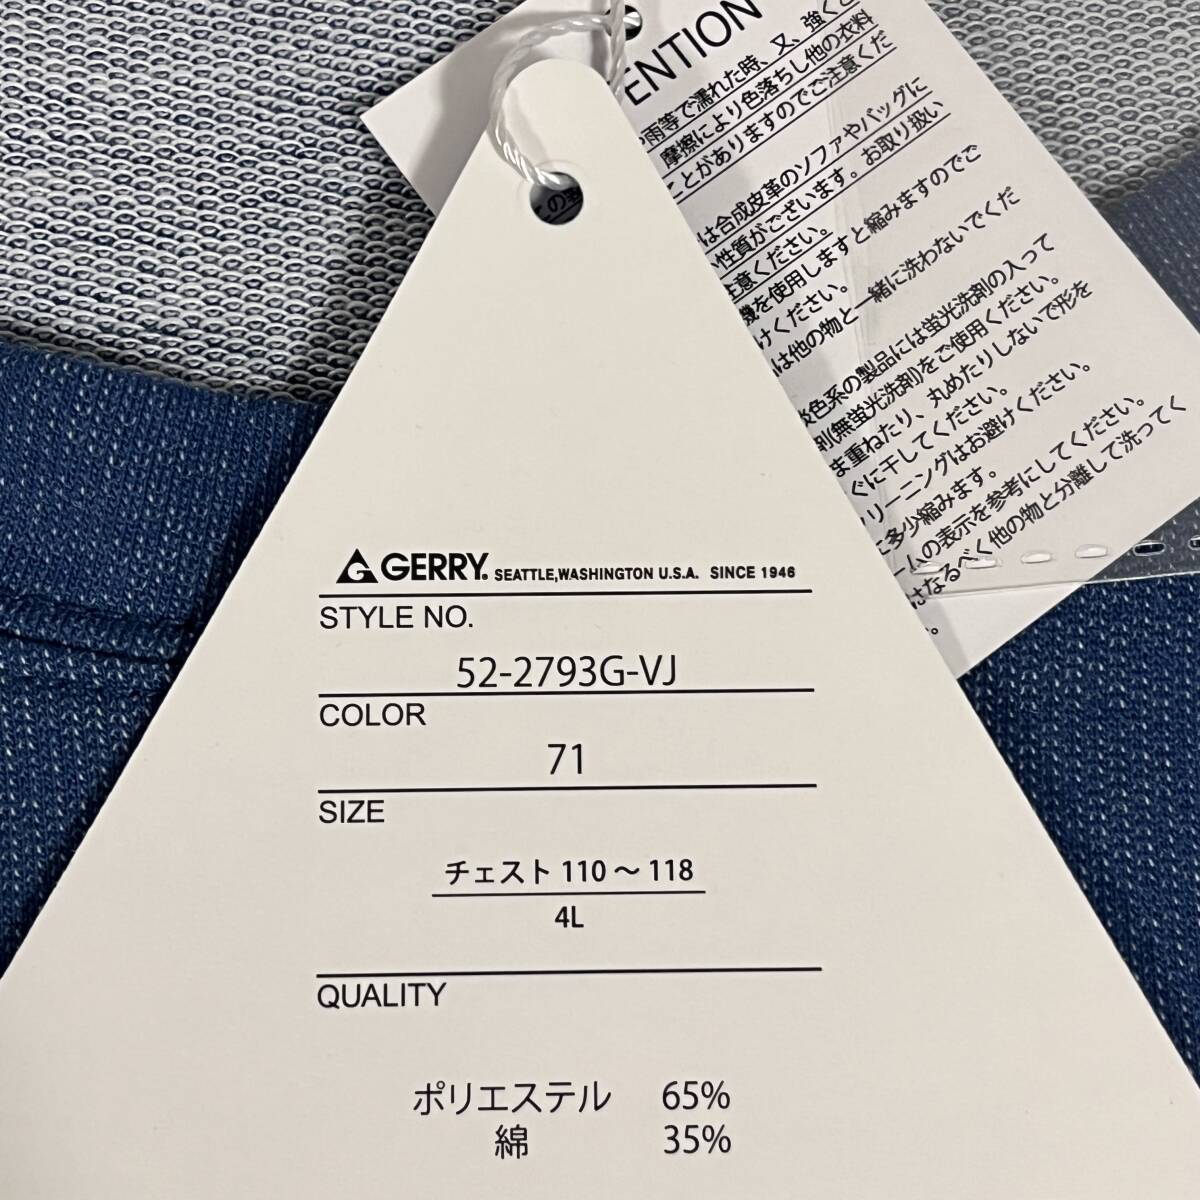 ENTION
雨等で濡れた時、又、強く
摩擦により色落ちし他の衣料
ことがありますのでご注意くだ
は合成皮革のソファやバッグに
性質がございます。お取り扱い
注意ください。
機を使用しますと縮みますのでご
けください。
は他の物と一緒に洗わないでくだ
淡色系の製品には蛍光洗剤の入って
剤(無蛍光洗剤)をご使用ください。
ま重ねたり、丸めたりしないで形を
ぐに干してください。
リーニングはお避けください。
に多少縮みます。
ームの表示を参考にしてください。
はなるべく他の物と分離して洗ってく
。
GERRY. SEATTLE,WASHINGTON U.S.A. SINCE 1946
STYLE NO.
52-2793G-VJ
COLOR
71
SIZE
チェスト 110～118
4L
QUALITY
ポリエステル 65%
綿 35%